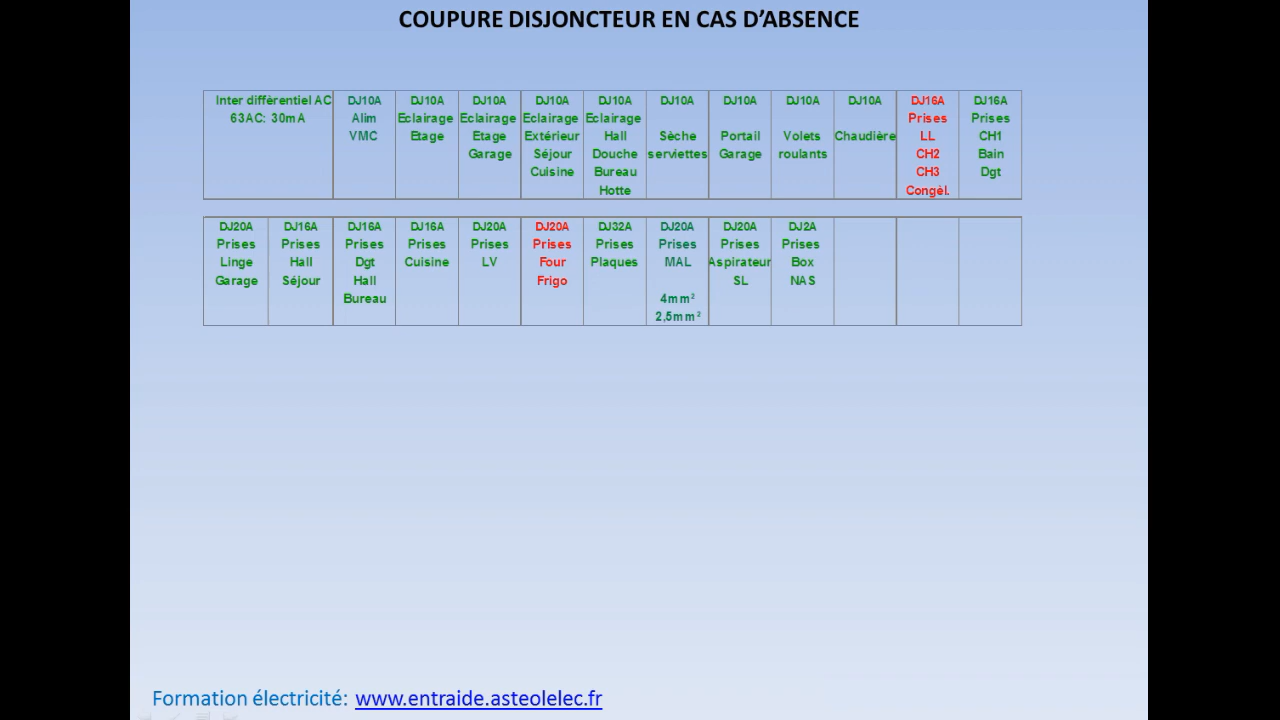 COUPURE DISJONCTEUR EN CAS D'ABSENCE
Inter différentiel AC
63AC: 30mA
DJ10A
Alim
VMC
DJ10A
Eclairage
Etage
DJ10A
Eclairage
Etage
Garage
DJ10A
Eclairage
Extérieur
Séjour
Cuisine
DJ10A
Eclairage
Hall
Douche
Bureau
Hotte
DJ10A
Sèche
serviettes
DJ10A
Portail
Garage
DJ10A
Volets
roulants
DJ10A
Chaudière
DJ16A
Prises
LL
CH2
CH3
Congèl.
DJ16A
Prises
CH1
Bain
Dgt
DJ20A
Prises
Linge
Garage
DJ16A
Prises
Hall
Séjour
DJ16A
Prises
Dgt
Hall
Bureau
DJ16A
Prises
Cuisine
DJ20A
Prises
LV
DJ20A
Prises
Four
Frigo
DJ32A
Prises
Plaques
DJ20A
Prises
MAL
4mm²
2,5mm²
DJ20A
Prises
Aspirateur
SL
DJ2A
Prises
Box
NAS
Formation électricité: www.entraide.asteolelec.fr